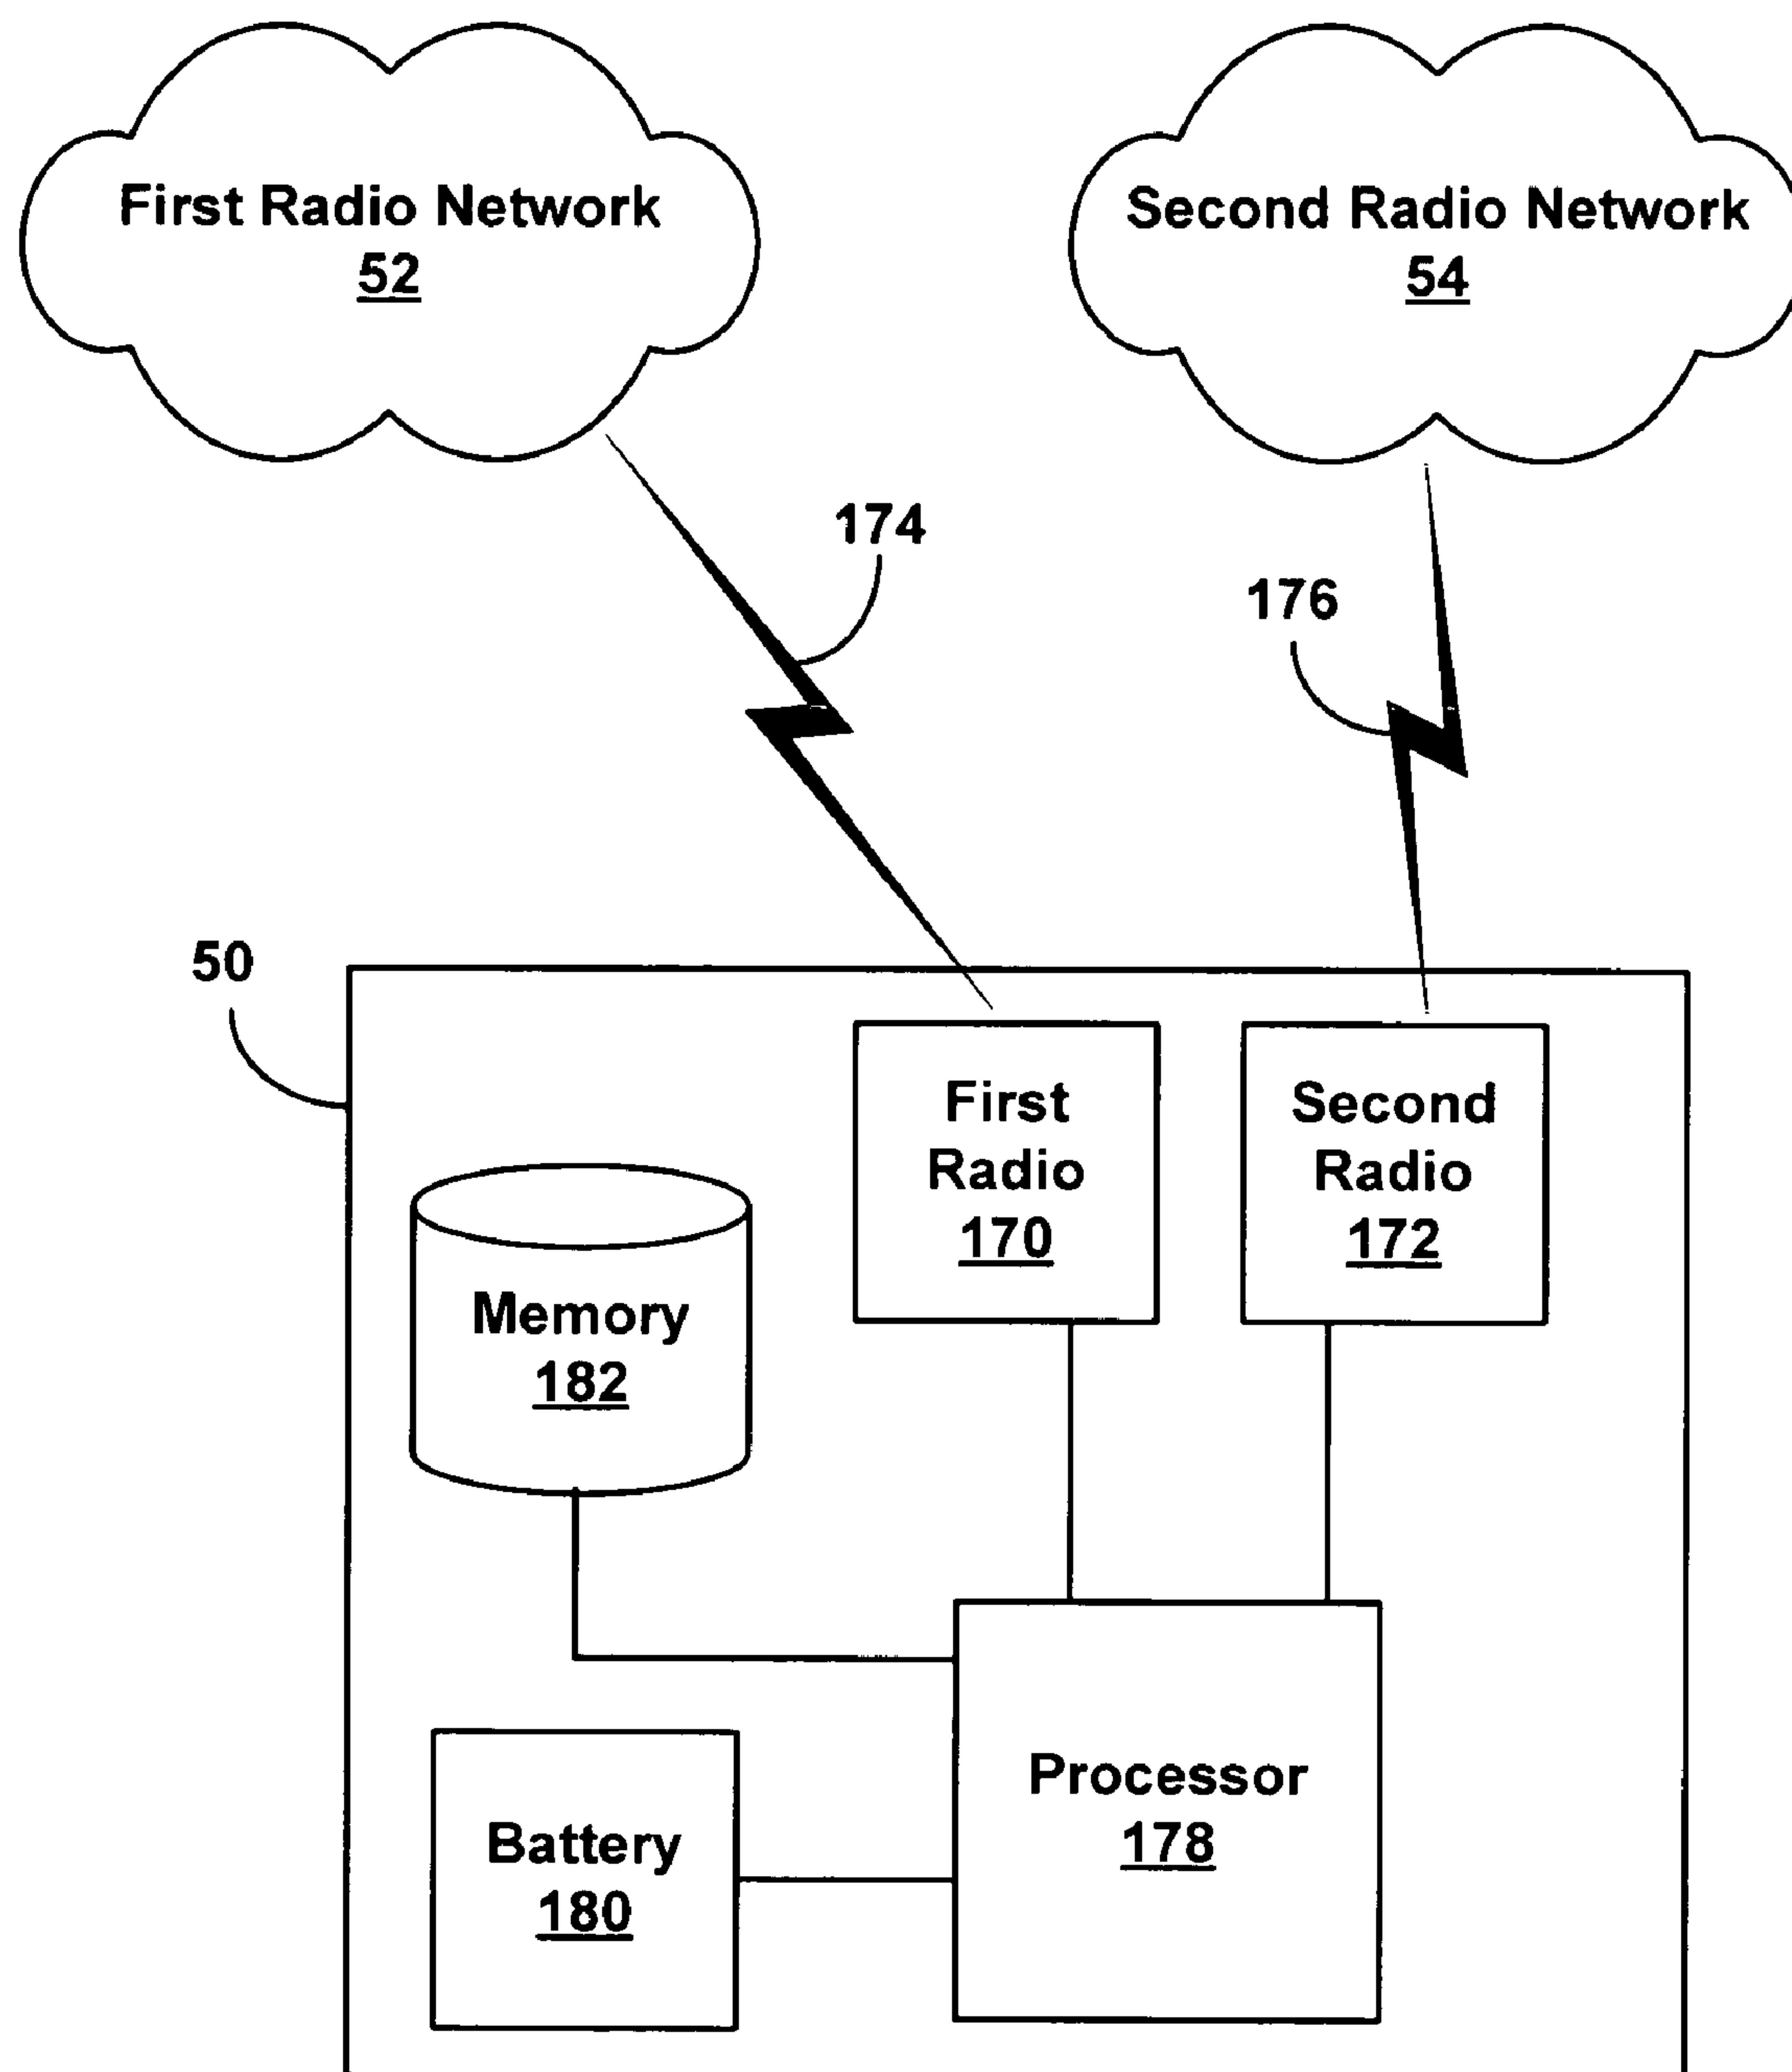 First Radio Network
52
Second Radio Network
54
174
176
50
First
Radio
170
Second
Radio
172
Memory
182
Processor
178
Battery
180